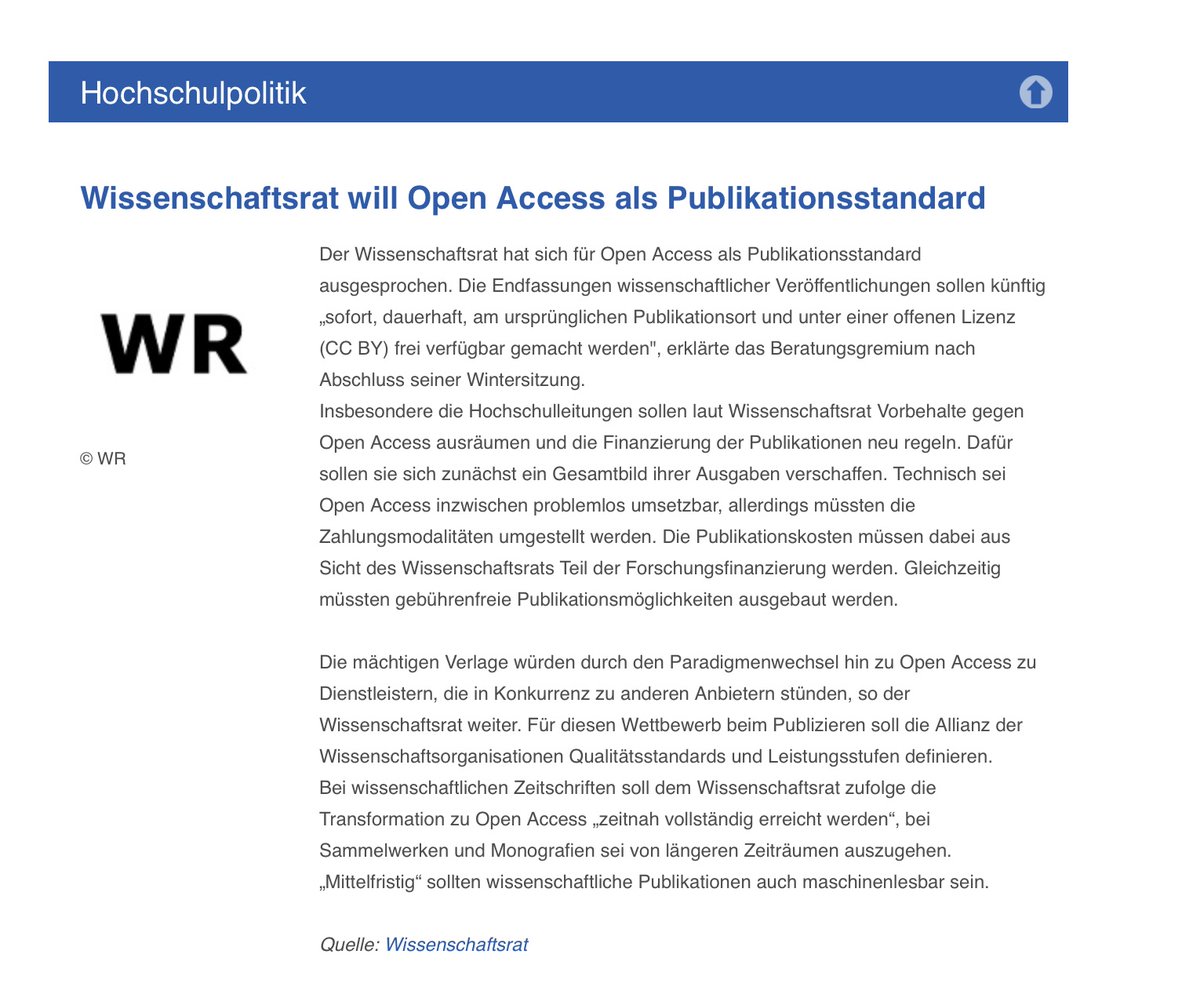 Hochschulpolitik
Wissenschaftsrat will Open Access als Publikationsstandard
WR
© WR
Der Wissenschaftsrat hat sich für Open Access als Publikationsstandard
ausgesprochen. Die Endfassungen wissenschaftlicher Veröffentlichungen sollen künftig
„sofort, dauerhaft, am ursprünglichen Publikationsort und unter einer offenen Lizenz
(CC BY) frei verfügbar gemacht werden", erklärte das Beratungsgremium nach
Abschluss seiner Wintersitzung.
Insbesondere die Hochschulleitungen sollen laut Wissenschaftsrat Vorbehalte gegen
Open Access ausräumen und die Finanzierung der Publikationen neu regeln. Dafür
sollen sie sich zunächst ein Gesamtbild ihrer Ausgaben verschaffen. Technisch sei
Open Access inzwischen problemlos umsetzbar, allerdings müssten die
Zahlungsmodalitäten umgestellt werden. Die Publikationskosten müssen dabei aus
Sicht des Wissenschaftsrats Teil der Forschungsfinanzierung werden. Gleichzeitig
müssten gebührenfreie Publikationsmöglichkeiten ausgebaut werden.
Die mächtigen Verlage würden durch den Paradigmenwechsel hin zu Open Access zu
Dienstleistern, die in Konkurrenz zu anderen Anbietern stünden, so der
Wissenschaftsrat weiter. Für diesen Wettbewerb beim Publizieren soll die Allianz der
Wissenschaftsorganisationen Qualitätsstandards und Leistungsstufen definieren.
Bei wissenschaftlichen Zeitschriften soll dem Wissenschaftsrat zufolge die
Transformation zu Open Access „zeitnah vollständig erreicht werden“, bei
Sammelwerken und Monografien sei von längeren Zeiträumen auszugehen.
„Mittelfristig“ sollten wissenschaftliche Publikationen auch maschinenlesbar sein.
Quelle: Wissenschaftsrat